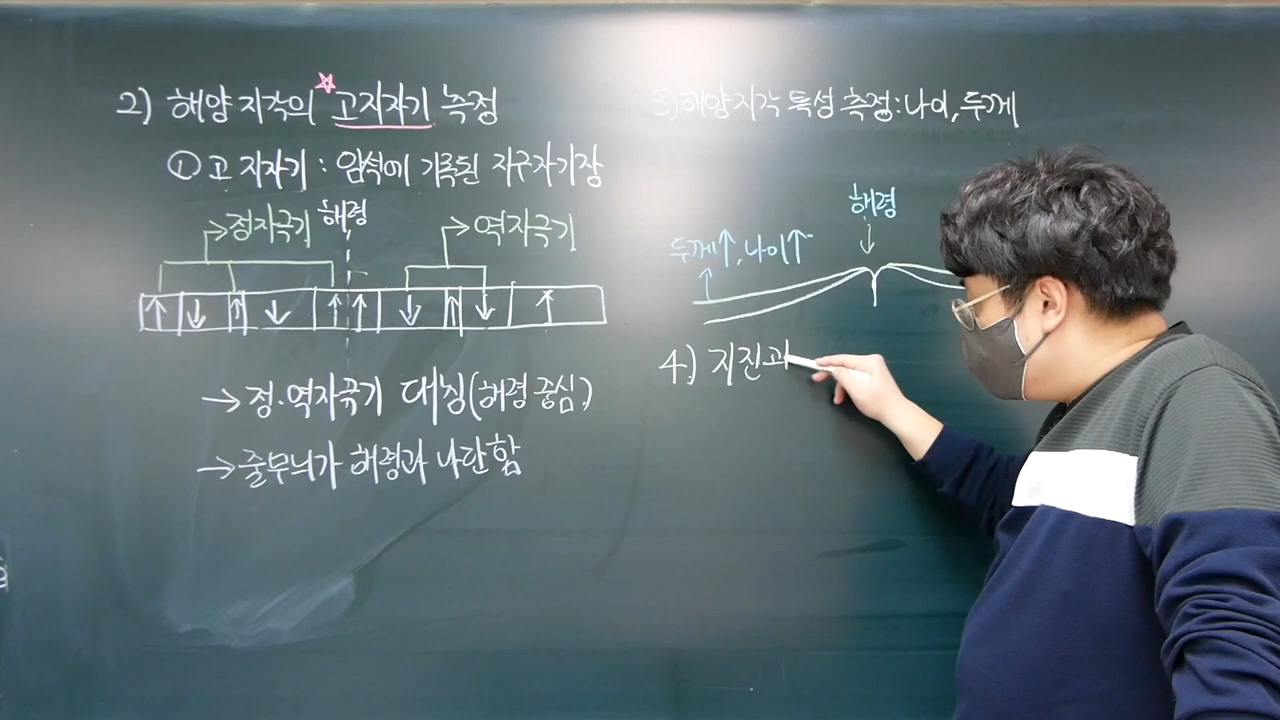 2) 해양 지각의 ☆고지자기 측정
① 고 지자기 : 암석에 기록된 지구자기장
→정자극기 해령 →역자극기
↑ ↓ ↑ ↓ ↑ ↑ ↓ ↑ ↓ ↑
→ 정·역자극기 대칭(해령 중심)
→줄무늬가 해령과 나란함
3)해양지각 특성 측정:나이,두께
해령
↓
두께↑,나이↑
↑
4.) 지진과